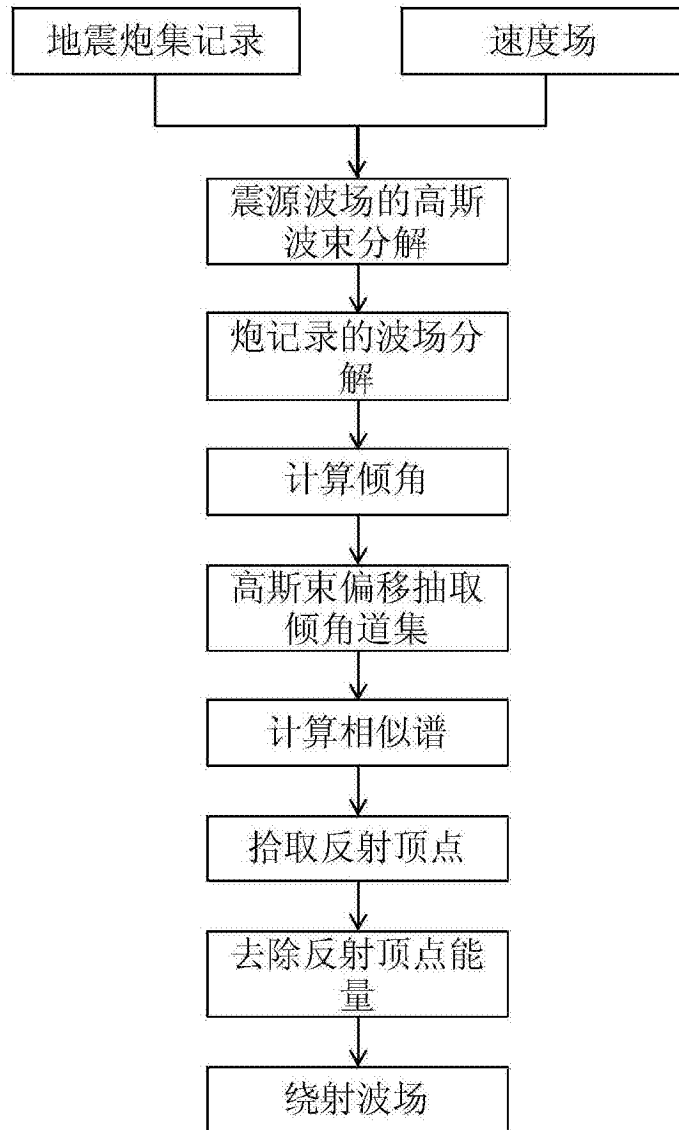 地震炮集记录
速度场
震源波场的高斯
波束分解
炮记录的波场分
解
计算倾角
高斯束偏移抽取
倾角道集
计算相似谱
拾取反射顶点
去除反射顶点能
量
绕射波场